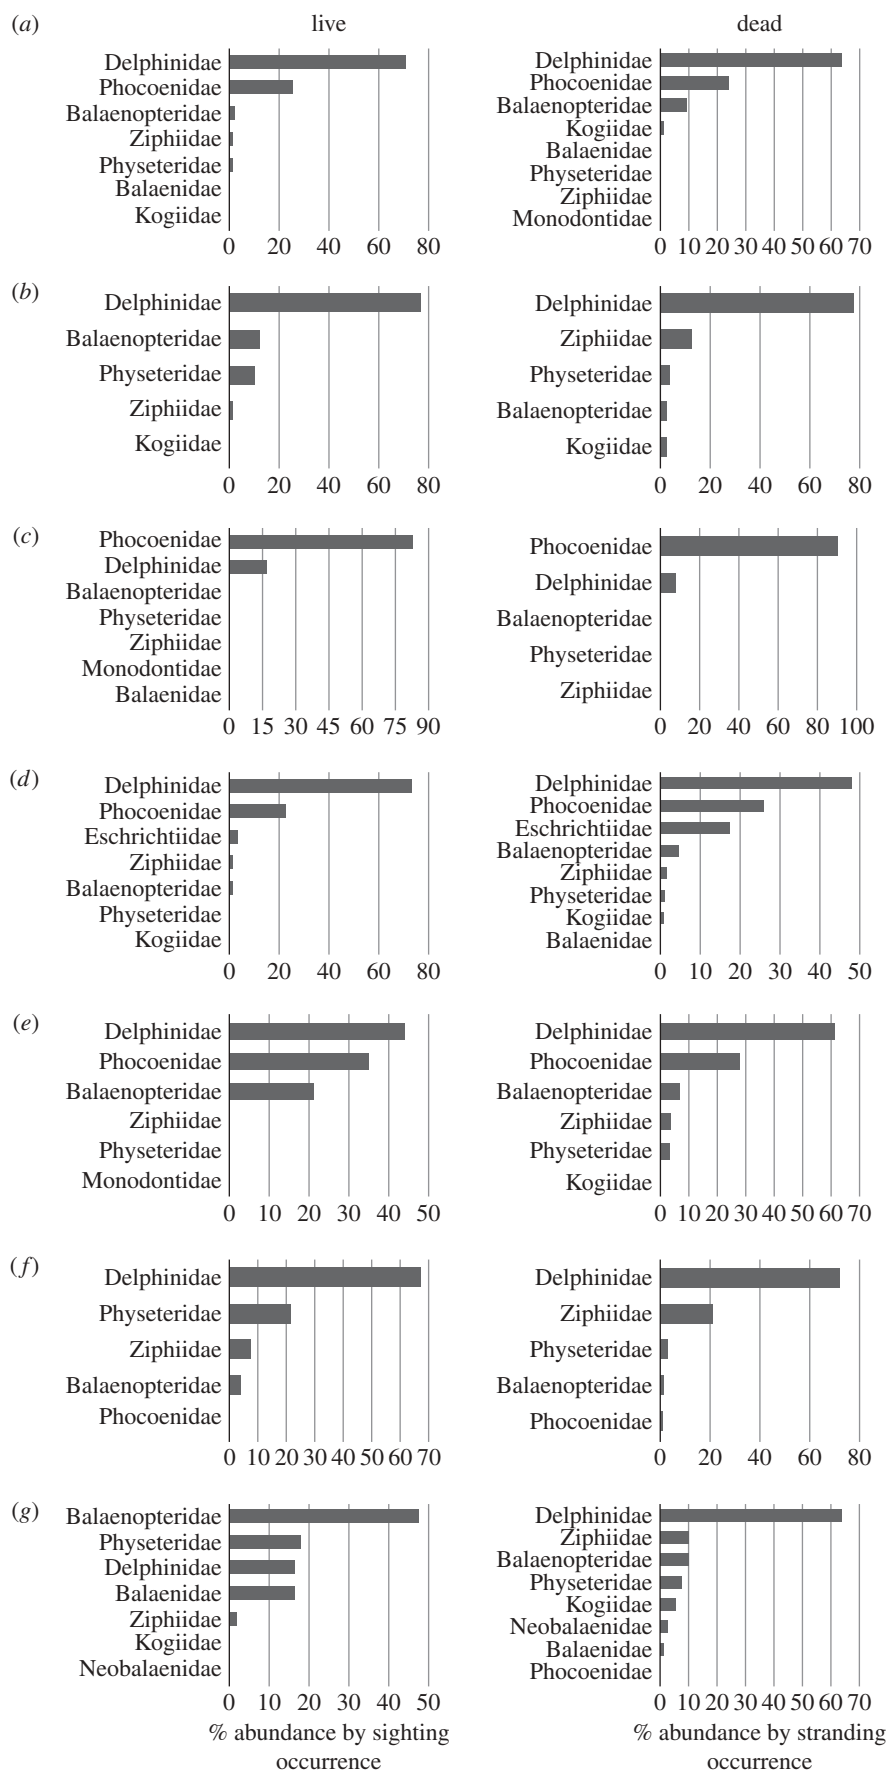 (a)
live
Delphinidae
Phocoenidae
Balaenopteridae
Ziphiidae
Physeteridae
Balaenidae
Kogiidae
0 20 40 60 80
dead
Delphinidae
Phocoenidae
Balaenopteridae
Kogiidae
Balaenidae
Physeteridae
Ziphiidae
Monodontidae
0 10 20 30 40 50 60 70
(b)
Delphinidae
Balaenopteridae
Physeteridae
Ziphiidae
Kogiidae
0 20 40 60 80
Delphinidae
Ziphiidae
Physeteridae
Balaenopteridae
Kogiidae
0 20 40 60 80
(c)
Phocoenidae
Delphinidae
Balaenopteridae
Physeteridae
Ziphiidae
Monodontidae
Balaenidae
0 15 30 45 60 75 90
Phocoenidae
Delphinidae
Balaenopteridae
Physeteridae
Ziphiidae
0 20 40 60 80 100
(d)
Delphinidae
Phocoenidae
Eschrichtiidae
Ziphiidae
Balaenopteridae
Physeteridae
Kogiidae
0 20 40 60 80
Delphinidae
Phocoenidae
Eschrichtiidae
Balaenopteridae
Ziphiidae
Physeteridae
Kogiidae
Balaenidae
0 10 20 30 40 50
(e)
Delphinidae
Phocoenidae
Balaenopteridae
Ziphiidae
Physeteridae
Monodontidae
0 10 20 30 40 50
Delphinidae
Phocoenidae
Balaenopteridae
Ziphiidae
Physeteridae
Kogiidae
0 10 20 30 40 50 60 70
(f)
Delphinidae
Physeteridae
Ziphiidae
Balaenopteridae
Phocoenidae
0 10 20 30 40 50 60 70
Delphinidae
Ziphiidae
Physeteridae
Balaenopteridae
Phocoenidae
0 20 40 60 80
(g)
Balaenopteridae
Physeteridae
Delphinidae
Balaenidae
Ziphiidae
Kogiidae
Neobalaenidae
0 10 20 30 40 50
% abundance by sighting
occurrence
Delphinidae
Ziphiidae
Balaenopteridae
Physeteridae
Kogiidae
Neobalaenidae
Balaenidae
Phocoenidae
0 10 20 30 40 50 60 70
% abundance by stranding
occurrence